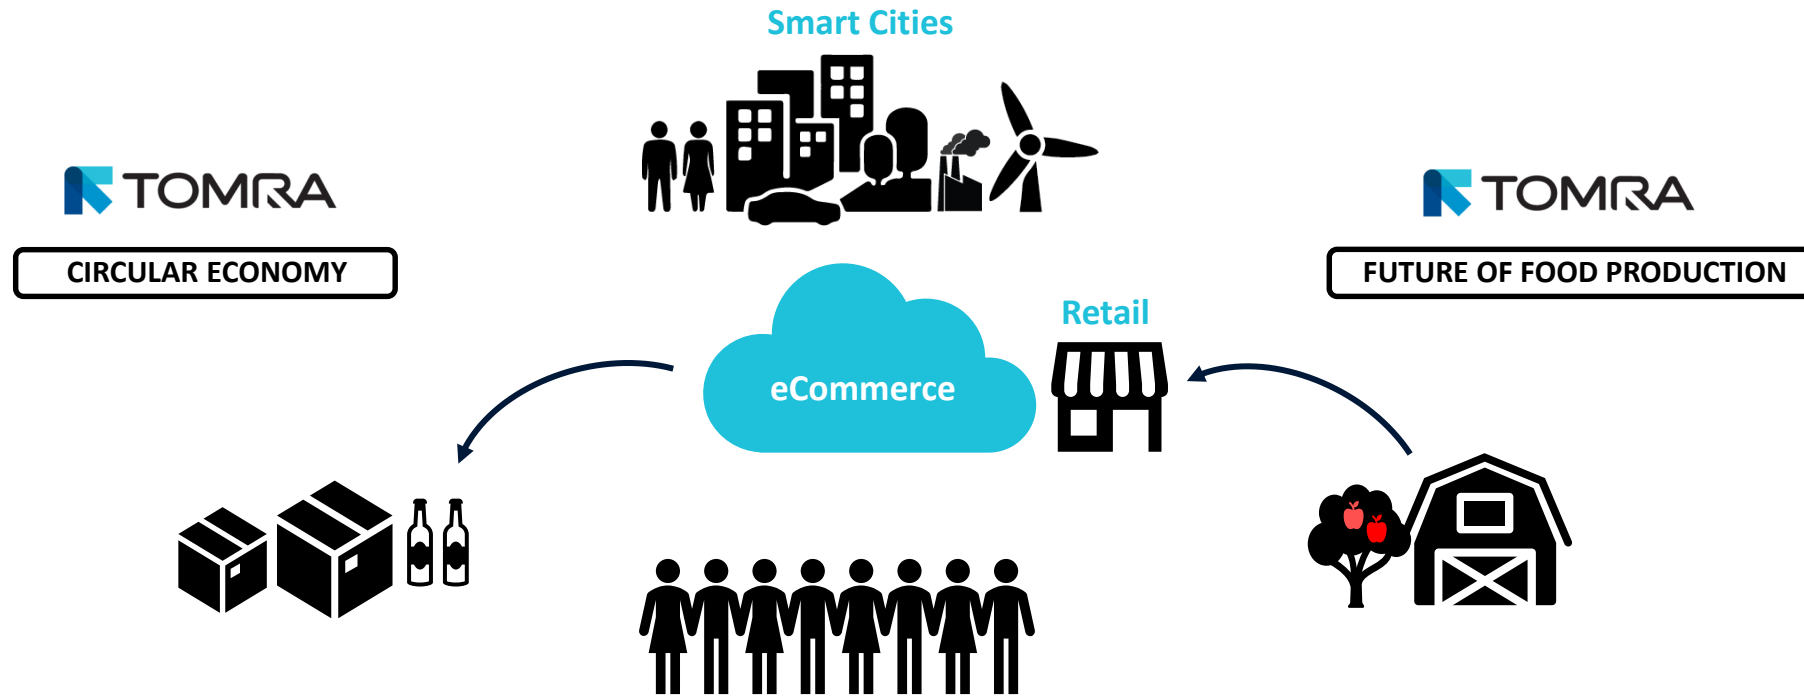 Smart Cities
TOMRA
TOMRA
CIRCULAR ECONOMY
FUTURE OF FOOD PRODUCTION
Retail
eCommerce